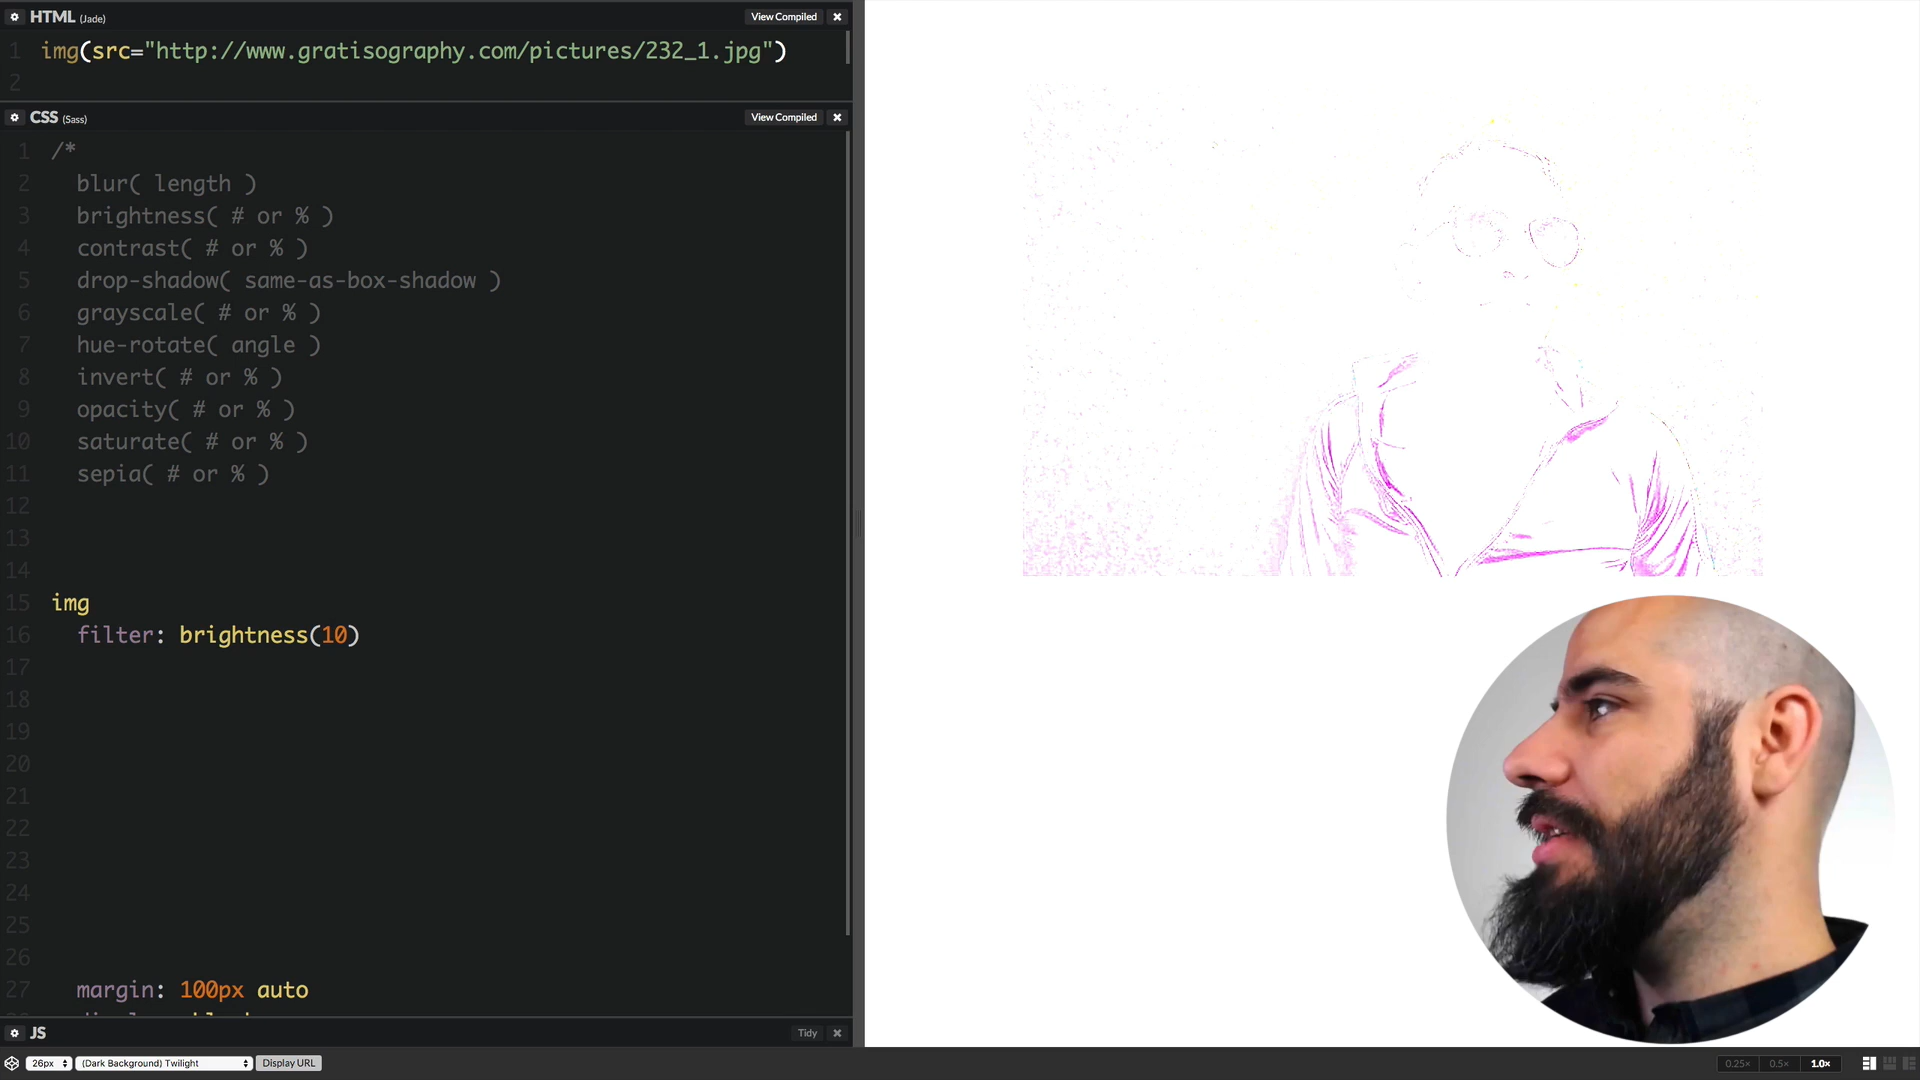 HTML (Jade)
View Compiled
1 img(src="http://www.gratisography.com/pictures/232_1.jpg")
2
CSS (Sass)
View Compiled
1 /*
2 blur( length )
3 brightness( # or % )
4 contrast( # or % )
5 drop-shadow( same-as-box-shadow )
6 grayscale( # or % )
7 hue-rotate( angle )
8 invert( # or % )
9 opacity( # or % )
10 saturate( # or % )
11 sepia( # or % )
12
13
14
15 img
16 filter: brightness(10)
17
18
19
20
21
22
23
24
25
26
27 margin: 100px auto
JS
Tidy
26px
(Dark Background) Twilight
Display URL
0.25×
0.5×
1.0×